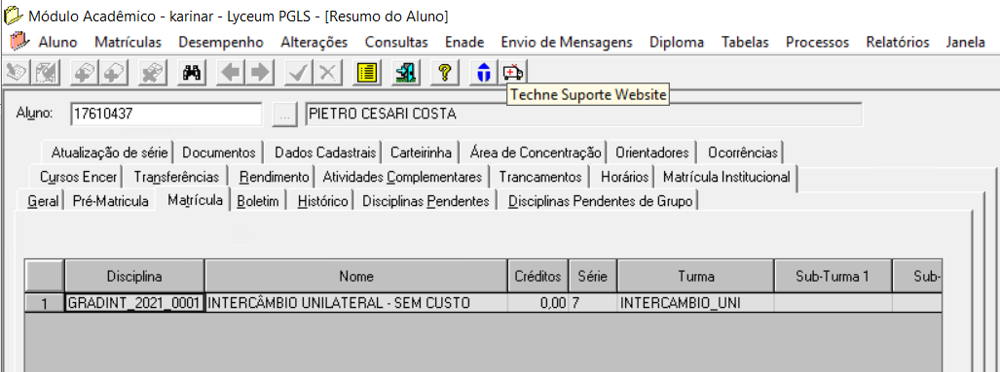 Módulo Acadêmico - karinar - Lyceum PGLS - [Resumo do Aluno]
Aluno Matrículas Desempenho Alterações Consultas Enade Envio de Mensagens Diploma Tabelas Processos Relatórios Janela
Techne Suporte Website
Aluno: 17610437 ... PIETRO CESARI COSTA
Atualização de série Documentos Dados Cadastrais Carteirinha Área de Concentração Orientadores Ocorrências
Cursos Encer Transferências Rendimento Atividades Complementares Trancamentos Horários Matrícula Institucional
Geral Pré-Matricula Matrícula Boletim Histórico Disciplinas Pendentes Disciplinas Pendentes de Grupo
Disciplina Nome Créditos Série Turma Sub-Turma 1 Sub-
1 GRADINT_2021_0001 INTERCÂMBIO UNILATERAL - SEM CUSTO 0,00 7 INTERCAMBIO_UNI